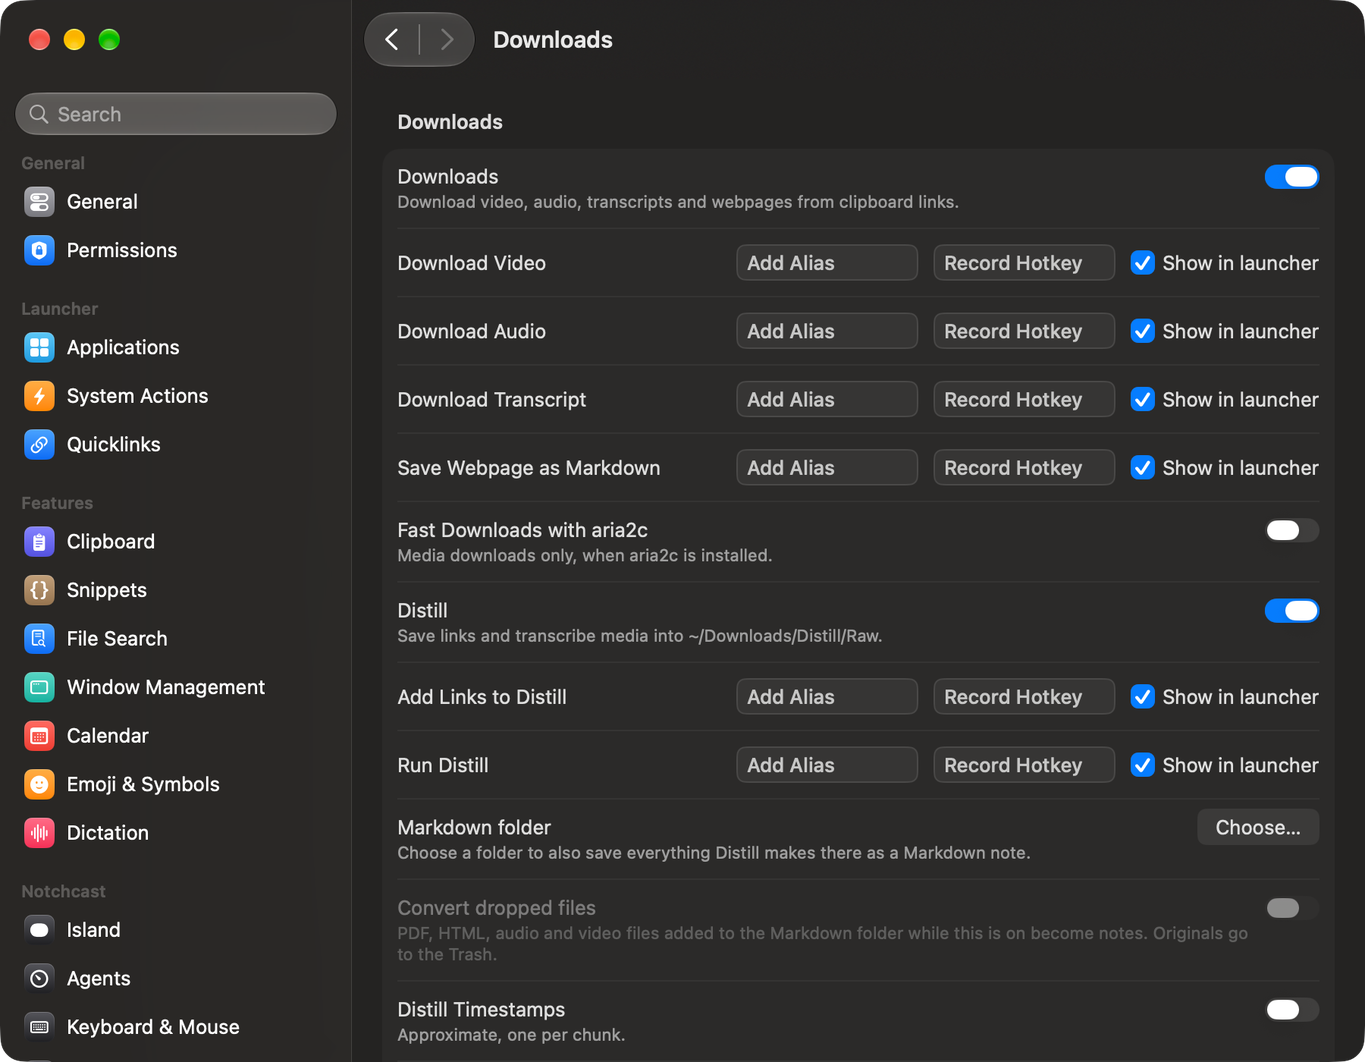 Downloads
Search
General
General
Permissions
Launcher
Applications
System Actions
Quicklinks
Features
Clipboard
Snippets
File Search
Window Management
Calendar
Emoji & Symbols
Dictation
Notchcast
Island
Agents
Keyboard & Mouse
Downloads
Downloads
Download video, audio, transcripts and webpages from clipboard links.
Download Video Add Alias Record Hotkey Show in launcher
Download Audio Add Alias Record Hotkey Show in launcher
Download Transcript Add Alias Record Hotkey Show in launcher
Save Webpage as Markdown Add Alias Record Hotkey Show in launcher
Fast Downloads with aria2c
Media downloads only, when aria2c is installed.
Distill
Save links and transcribe media into ~/Downloads/Distill/Raw.
Add Links to Distill Add Alias Record Hotkey Show in launcher
Run Distill Add Alias Record Hotkey Show in launcher
Markdown folder Choose...
Choose a folder to also save everything Distill makes there as a Markdown note.
Convert dropped files
PDF, HTML, audio and video files added to the Markdown folder while this is on become notes. Originals go
to the Trash.
Distill Timestamps
Approximate, one per chunk.